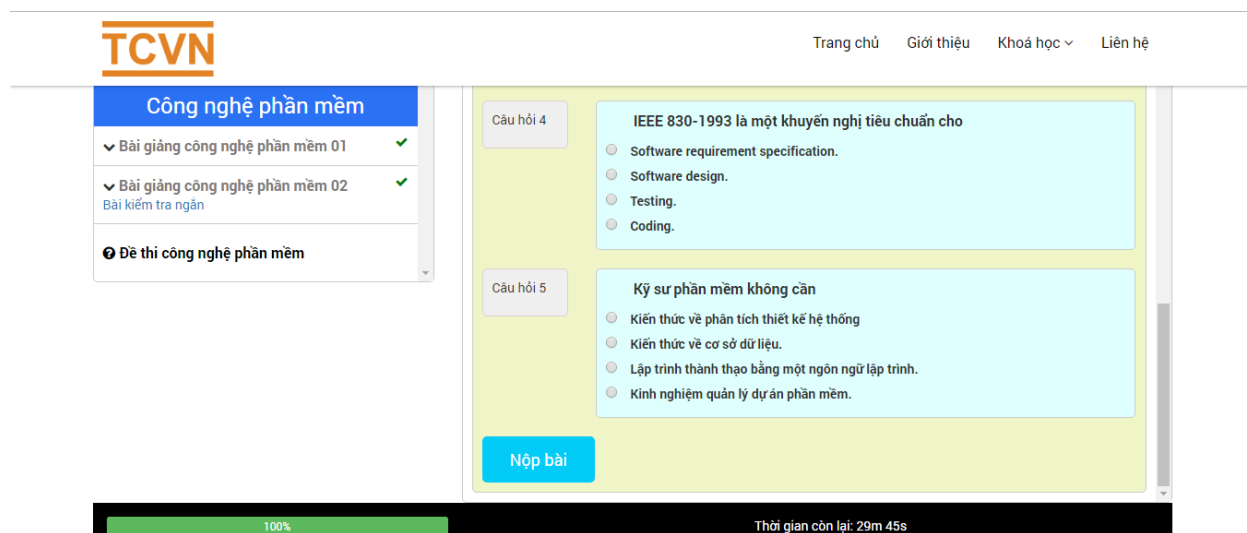 TCVN
Trang chủ Giới thiệu Khoá học Liên hệ
Công nghệ phần mềm
Bài giảng công nghệ phần mềm 01
Bài giảng công nghệ phần mềm 02
Bài kiểm tra ngắn
Đề thi công nghệ phần mềm
Câu hỏi 4
IEEE 830-1993 là một khuyến nghị tiêu chuẩn cho
Software requirement specification.
Software design.
Testing.
Coding.
Câu hỏi 5
Kỹ sư phần mềm không cần
Kiến thức về phân tích thiết kế hệ thống
Kiến thức về cơ sở dữ liệu.
Lập trình thành thạo bằng một ngôn ngữ lập trình.
Kinh nghiệm quản lý dự án phần mềm.
Nộp bài
100%
Thời gian còn lại: 29m 45s